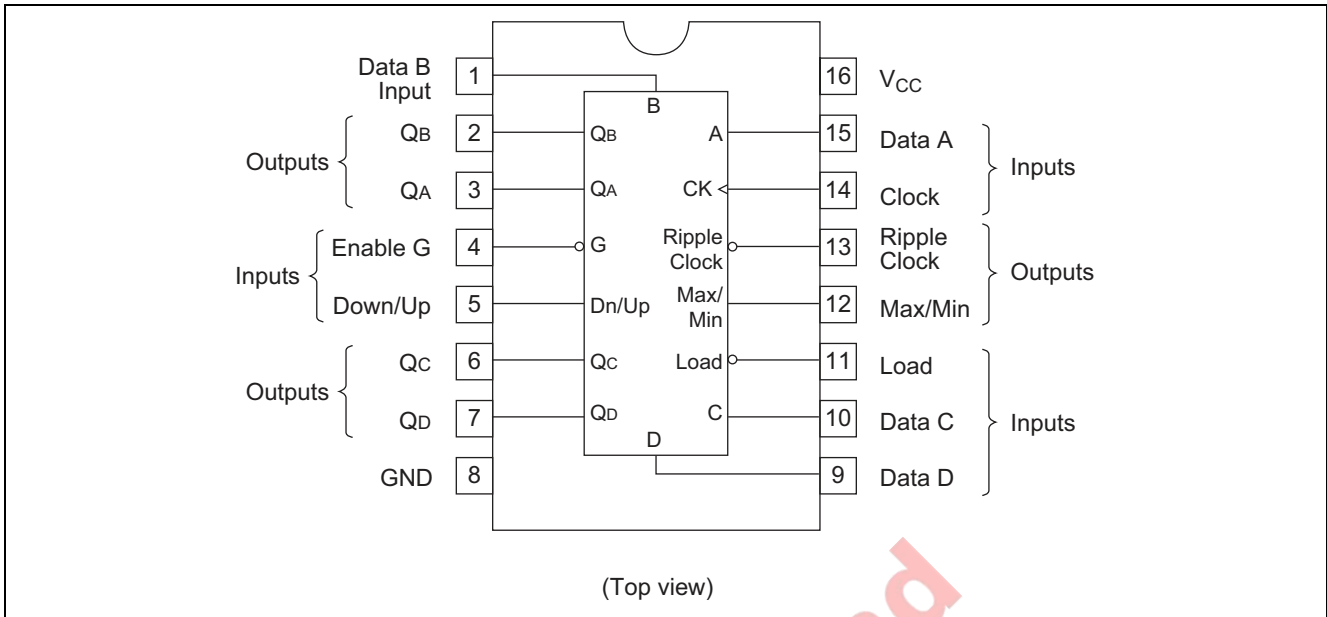 Data B
Input
1
16
VCC
B
Outputs
QB
2
QB
A
15
Data A
Inputs
QA
3
QA
CK
14
Clock
Inputs
Enable G
4
G
Ripple
Clock
13
Ripple
Clock
Outputs
Down/Up
5
Dn/Up
Max/
Min
12
Max/Min
Outputs
QC
6
QC
Load
11
Load
Inputs
QD
7
QD
C
10
Data C
D
GND
8
9
Data D
(Top view)